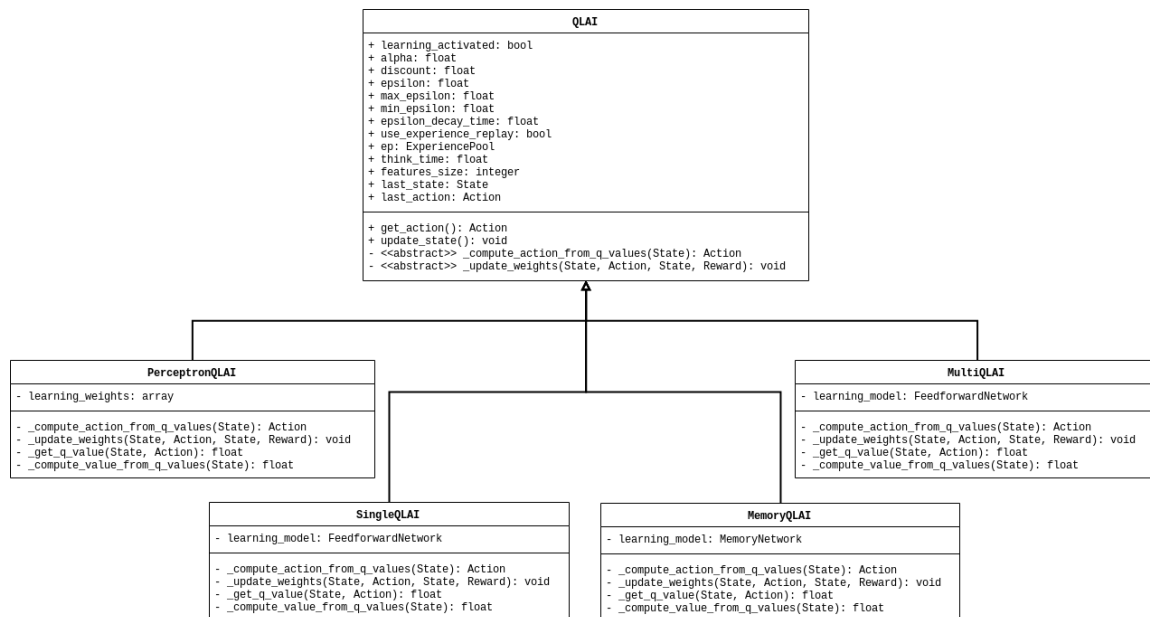 QLAI
+ learning_activated: bool
+ alpha: float
+ discount: float
+ epsilon: float
+ max_epsilon: float
+ min_epsilon: float
+ epsilon_decay_time: float
+ use_experience_replay: bool
+ ep: ExperiencePool
+ think_time: float
+ features_size: integer
+ last_state: State
+ last_action: Action
+ get_action(): Action
+ update_state(): void
- <<abstract>> _compute_action_from_q_values(State): Action
- <<abstract>> _update_weights(State, Action, State, Reward): void
PerceptronQLAI
- learning_weights: array
- _compute_action_from_q_values(State): Action
- _update_weights(State, Action, State, Reward): void
- _get_q_value(State, Action): float
- _compute_value_from_q_values(State): float
MultiQLAI
- learning_model: FeedforwardNetwork
- _compute_action_from_q_values(State): Action
- _update_weights(State, Action, State, Reward): void
- _get_q_value(State, Action): float
- _compute_value_from_q_values(State): float
SingleQLAI
- learning_model: FeedforwardNetwork
- _compute_action_from_q_values(State): Action
- _update_weights(State, Action, State, Reward): void
- _get_q_value(State, Action): float
- _compute_value_from_q_values(State): float
MemoryQLAI
- learning_model: MemoryNetwork
- _compute_action_from_q_values(State): Action
- _update_weights(State, Action, State, Reward): void
- _get_q_value(State, Action): float
- _compute_value_from_q_values(State): float